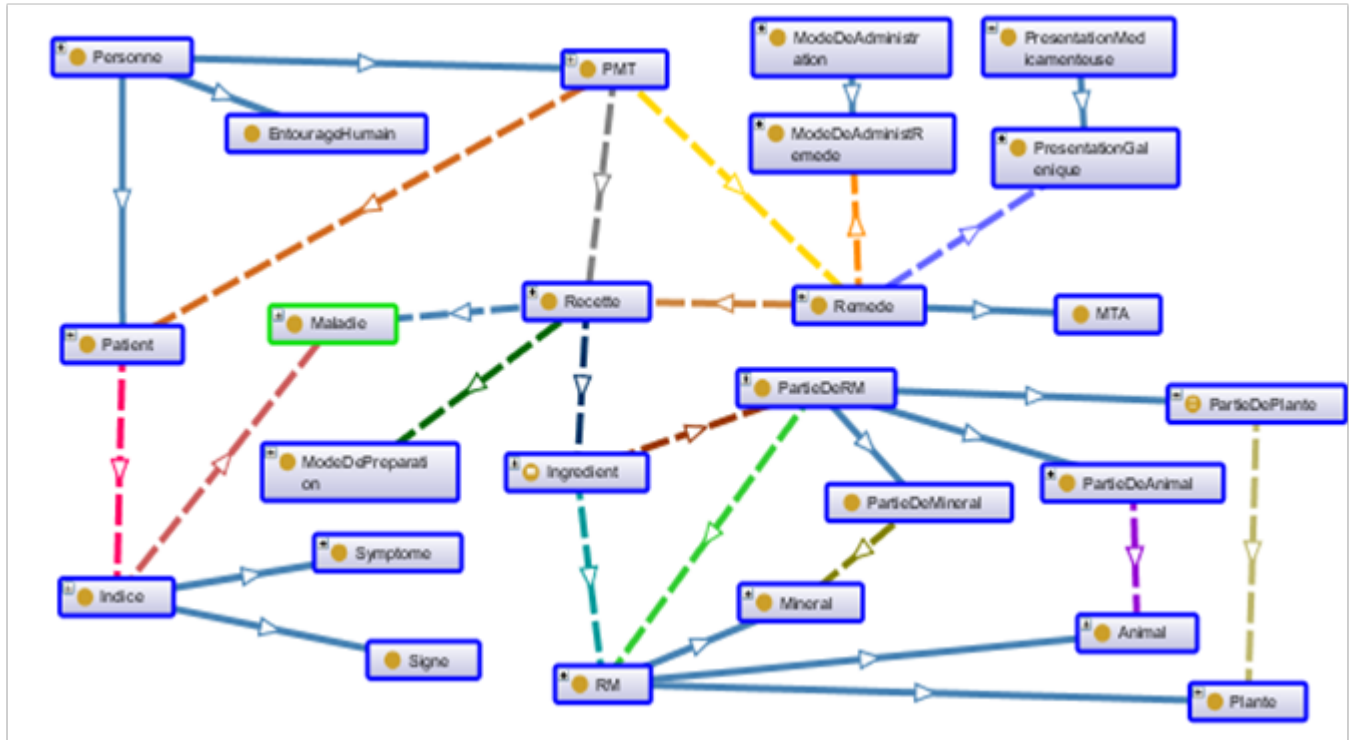 Personne
PMT
ModeDeAdministr
ation
PresentationMed
icamenteuse
EntourageHumain
ModeDeAdministR
emede
PresentationGal
enique
Maladie
Recette
Remede
MTA
Patient
PartieDeRM
PartieDePlante
ModeDePreparati
on
Ingredient
PartieDeMineral
PartieDeAnimal
Symptome
Indice
Mineral
Animal
Signe
RM
Plante